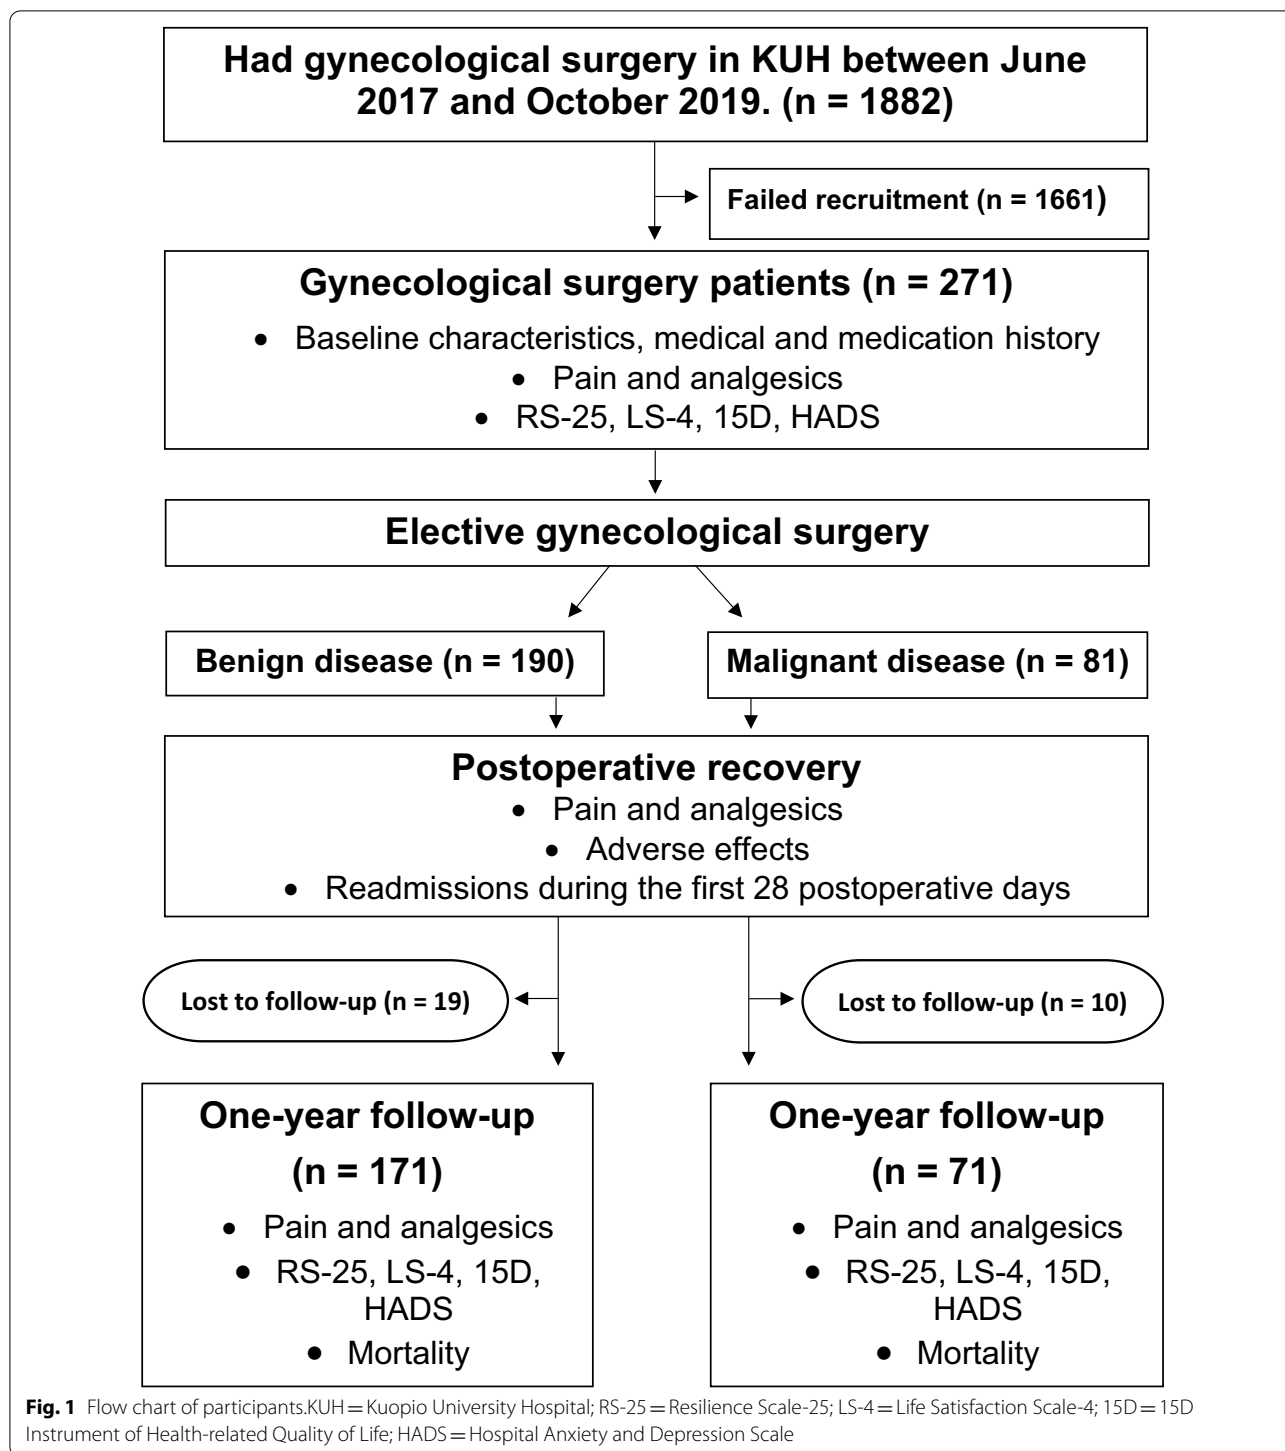 Had gynecological surgery in KUH between June
2017 and October 2019. (n = 1882)
Failed recruitment (n = 1661)
Gynecological surgery patients (n = 271)
• Baseline characteristics, medical and medication history
• Pain and analgesics
• RS-25, LS-4, 15D, HADS
Elective gynecological surgery
Benign disease (n = 190)
Malignant disease (n = 81)
Postoperative recovery
• Pain and analgesics
• Adverse effects
• Readmissions during the first 28 postoperative days
Lost to follow-up (n = 19)
Lost to follow-up (n = 10)
One-year follow-up
(n = 171)
• Pain and analgesics
• RS-25, LS-4, 15D,
HADS
• Mortality
One-year follow-up
(n = 71)
• Pain and analgesics
• RS-25, LS-4, 15D,
HADS
• Mortality
Fig. 1 Flow chart of participants.KUH = Kuopio University Hospital; RS-25 = Resilience Scale-25; LS-4 = Life Satisfaction Scale-4; 15D = 15D
Instrument of Health-related Quality of Life; HADS = Hospital Anxiety and Depression Scale